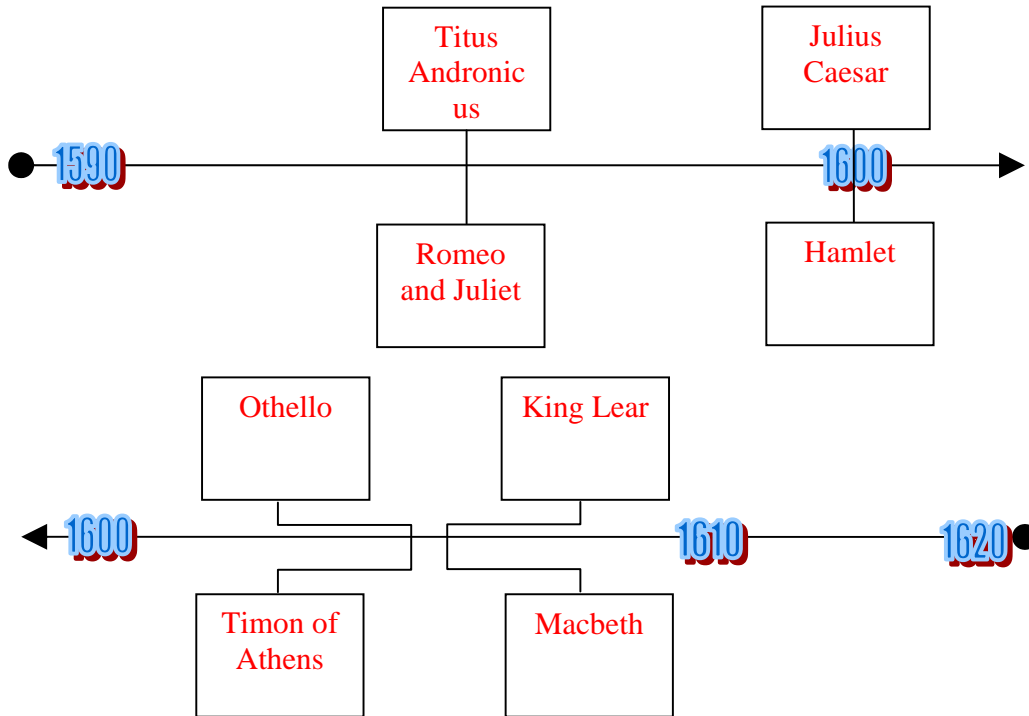 Titus
Andronic
us
Julius
Caesar
1590
1600
Romeo
and Juliet
Hamlet
Othello
King Lear
1600
1610
1620
Timon of
Athens
Macbeth